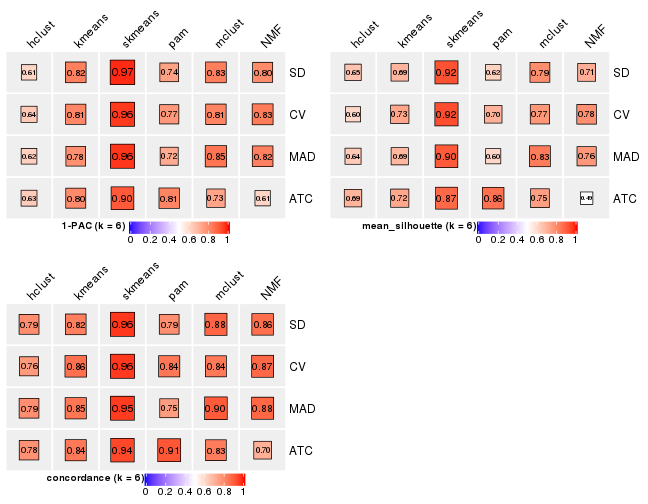 hclust kmeans skmeans pam mclust NMF
0.61 0.82 0.97 0.74 0.83 0.80 SD
0.64 0.81 0.96 0.77 0.81 0.83 CV
0.62 0.78 0.96 0.72 0.85 0.82 MAD
0.63 0.80 0.90 0.81 0.73 0.61 ATC
1-PAC (k = 6)
0 0.2 0.4 0.6 0.8 1
hclust kmeans skmeans pam mclust NMF
0.65 0.69 0.92 0.62 0.79 0.71 SD
0.60 0.73 0.92 0.70 0.77 0.78 CV
0.64 0.69 0.90 0.60 0.83 0.76 MAD
0.69 0.72 0.87 0.86 0.75 0.49 ATC
mean_silhouette (k = 6)
0 0.2 0.4 0.6 0.8 1
hclust kmeans skmeans pam mclust NMF
0.79 0.82 0.96 0.79 0.88 0.86 SD
0.76 0.86 0.96 0.84 0.84 0.87 CV
0.79 0.85 0.95 0.75 0.90 0.88 MAD
0.78 0.84 0.94 0.91 0.83 0.70 ATC
concordance (k = 6)
0 0.2 0.4 0.6 0.8 1